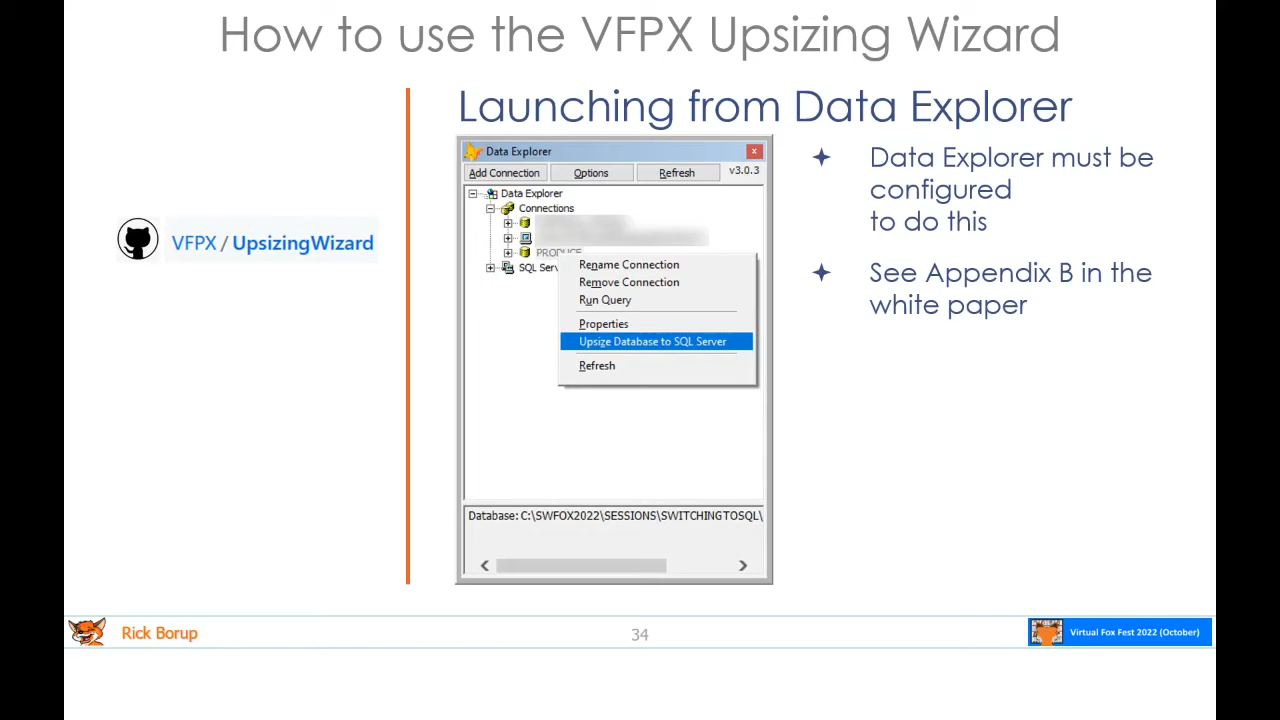 How to use the VFPX Upsizing Wizard
VFPX / UpsizingWizard
Launching from Data Explorer
Data Explorer
Add Connection
Options
Refresh
v3.0.3
Data Explorer
Connections
PRODUCE
SQL Serv
Rename Connection
Remove Connection
Run Query
Properties
Upsize Database to SQL Server
Refresh
Database: C:\SWFOX2022\SESSIONS\SWITCHINGTOSQL\
Data Explorer must be
configured
to do this
See Appendix B in the
white paper
Rick Borup
34
Virtual Fox Fest 2022 (October)